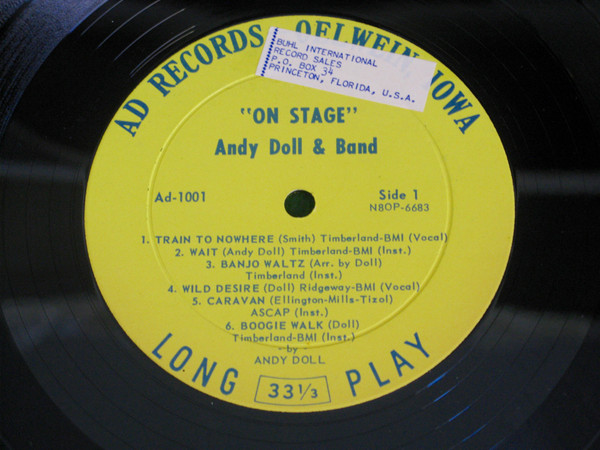 AD RECORDS OELWEIN, IOWA
BUHL INTERNATIONAL
RECORD SALES
P.O. BOX 34
PRINCETON, FLORIDA, U.S.A.
"ON STAGE"
Andy Doll & Band
Ad-1001 Side 1
N8OP-6683
1. TRAIN TO NOWHERE (Smith) Timberland-BMI (Vocal)
2. WAIT (Andy Doll) Timberland-BMI (Inst.)
3. BANJO WALTZ (Arr. by Doll)
Timberland (Inst.)
4. WILD DESIRE (Doll) Ridgeway-BMI (Vocal)
5. CARAVAN (Ellington-Mills-Tizol)
ASCAP (Inst.)
6. BOOGIE WALK (Doll)
Timberland-BMI (Inst.)
- by
ANDY DOLL
LONG PLAY
33 1/3